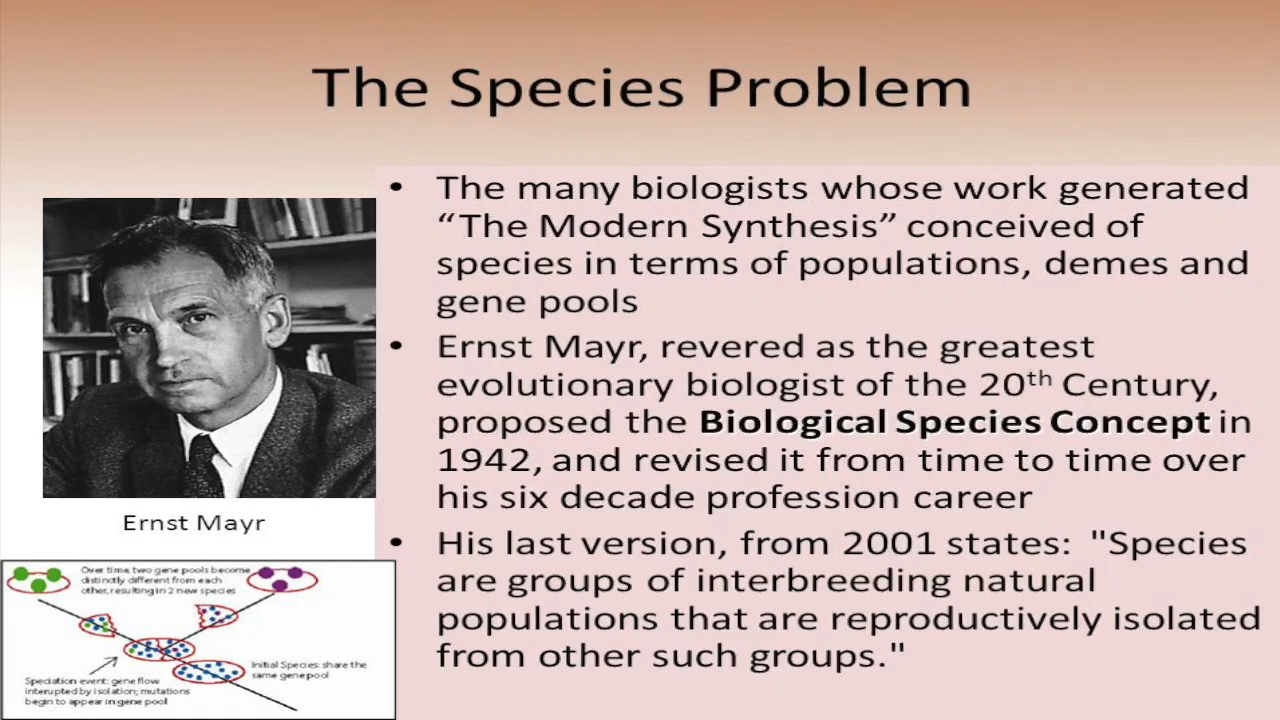 The Species Problem
• The many biologists whose work generated
“The Modern Synthesis” conceived of
species in terms of populations, demes and
gene pools
• Ernst Mayr, revered as the greatest
evolutionary biologist of the 20th Century,
proposed the Biological Species Concept in
1942, and revised it from time to time over
his six decade profession career
• His last version, from 2001 states: "Species
are groups of interbreeding natural
populations that are reproductively isolated
from other such groups."
Ernst Mayr
Over time, two gene pools become
distinctly different from each
other, resulting in 2 new species
Initial Species: share the
same gene pool
Speciation event: gene flow
interupted by isolation; mutations
begin to appear in gene pool